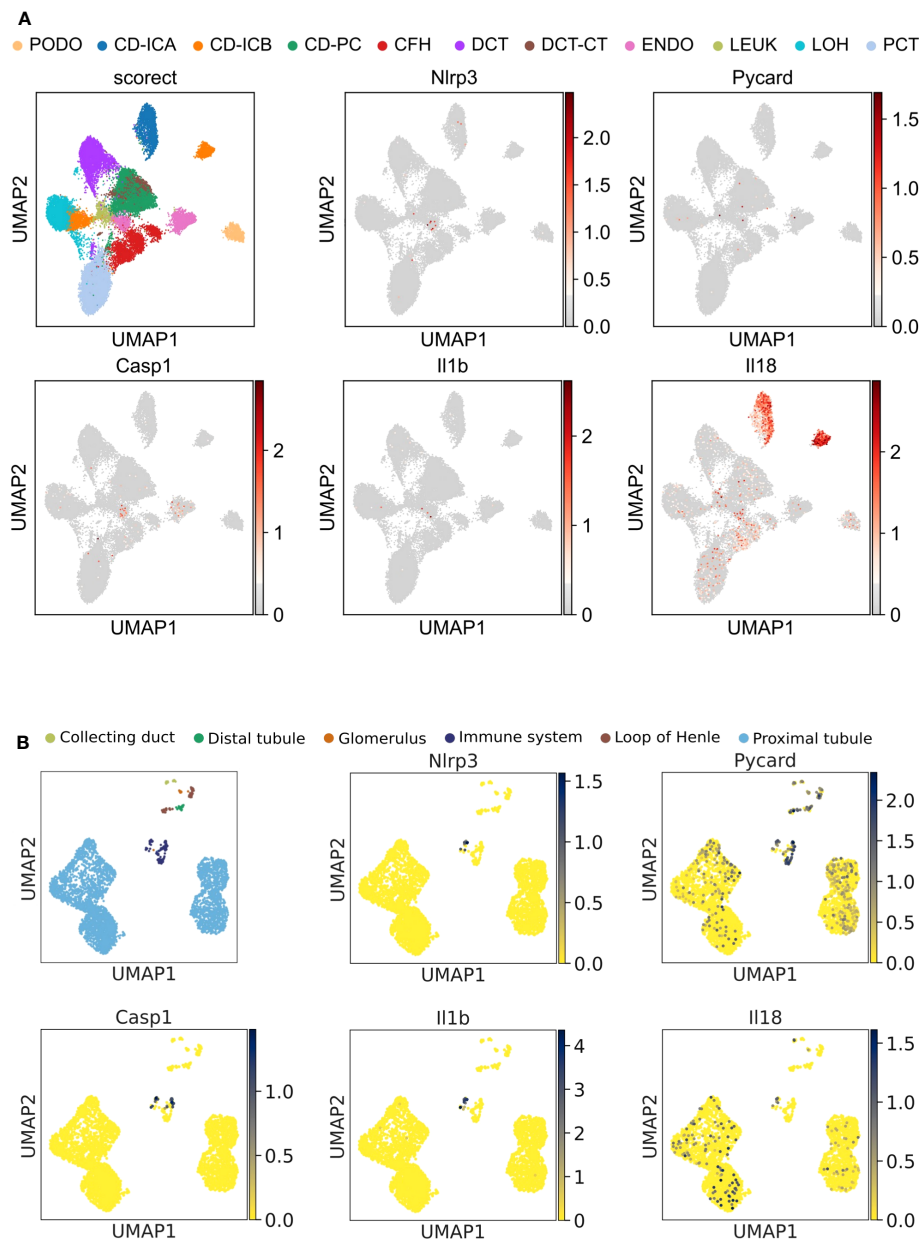 A
PODO CD-ICA CD-ICB CD-PC CFH DCT DCT-CT ENDO LEUK LOH PCT
scorect Nlrp3 Pycard
UMAP2 UMAP2 2.0 1.5 1.0 0.5 0.0 UMAP2 1.5 1.0 0.5 0.0
UMAP1 UMAP1 UMAP1
Casp1 Il1b Il18
UMAP2 2 1 0 UMAP2 2 1 0 UMAP2 2 1 0
UMAP1 UMAP1 UMAP1
B
Collecting duct Distal tubule Glomerulus Immune system Loop of Henle Proximal tubule
Nlrp3 Pycard
UMAP2 UMAP2 1.5 1.0 0.5 0.0 UMAP2 2.0 1.5 1.0 0.5 0.0
UMAP1 UMAP1 UMAP1
Casp1 Il1b Il18
UMAP2 1.0 0.5 0.0 UMAP2 4 3 2 1 0 UMAP2 1.5 1.0 0.5 0.0
UMAP1 UMAP1 UMAP1